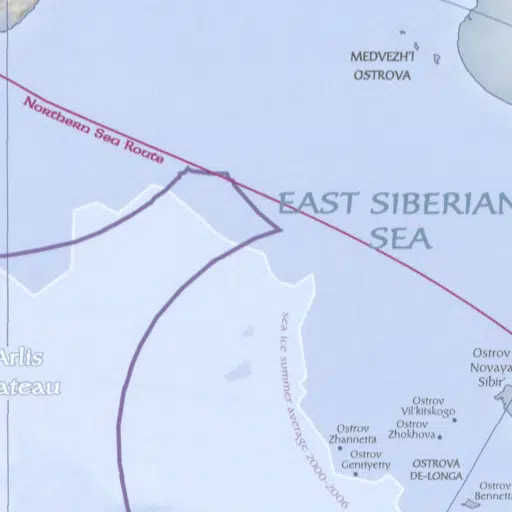 MEDVEZH'I
OSTROVA
Northern Sea Route
EAST SIBERIAN
SEA
sea ice summer average 2000-2006
Arlis
ateau
Ostrov
Novaya
Sibir'
Ostrov
Vil'kitskogo
Ostrov
Zhannetta
Ostrov
Zhokhova
Ostrov
Genriyetty
OSTROVA
DE-LONGA
Ostrov
Bennetta